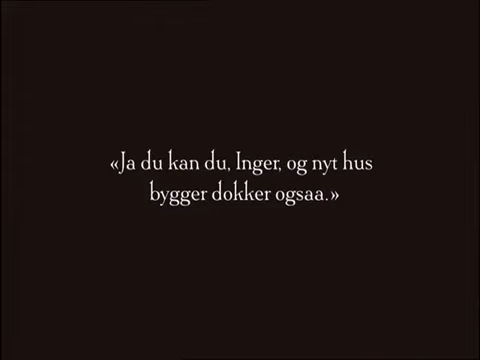 «Ja du kan du, Inger, og nyt hus
bygger dokker ogsaa.»